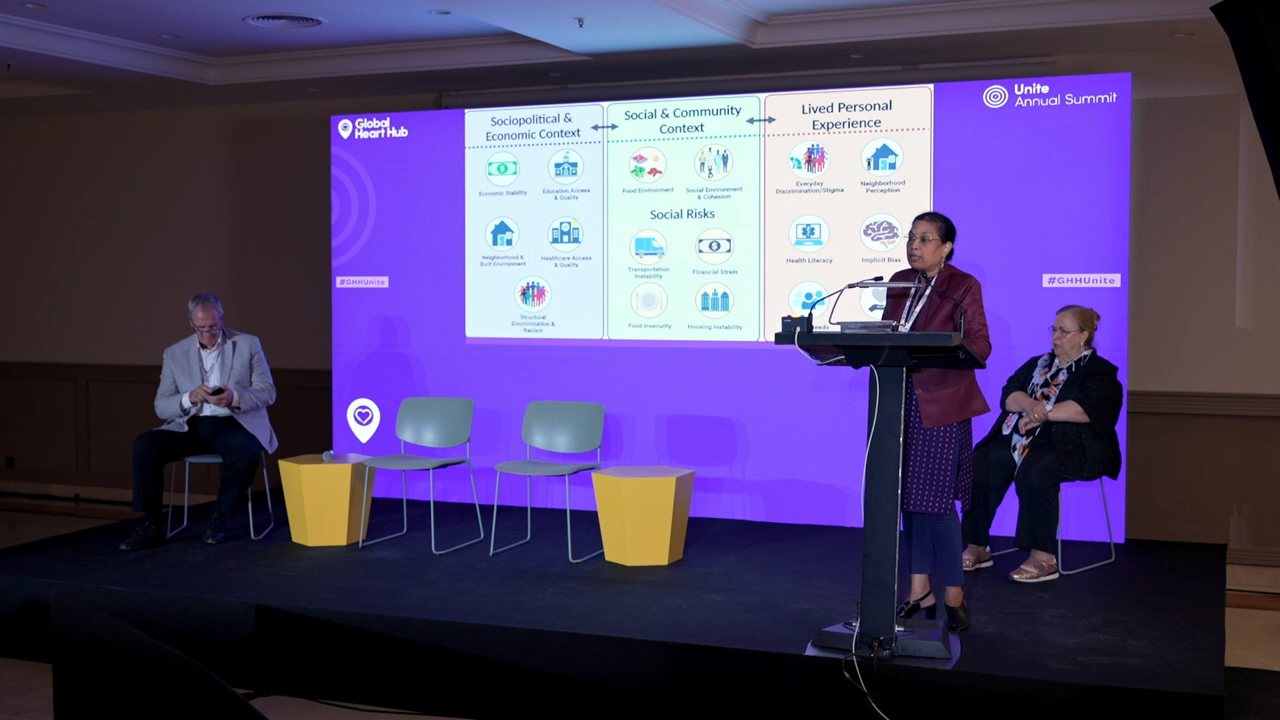 Global
Heart Hub
Unite
Annual Summit
#GHHUnite
#GHHUnite
Sociopolitical &
Economic Context
Economic Stability
Education Access
& Quality
Neighborhood &
Built Environment
Healthcare Access
& Quality
Structural
Discrimination &
Racism
Social & Community
Context
Food Environment
Social Environment
& Cohesion
Social Risks
Transportation
Instability
Financial Strain
Food Insecurity
Housing Instability
Lived Personal
Experience
Everyday
Discrimination/Stigma
Neighborhood
Perception
Health Literacy
Implicit Bias
Needs